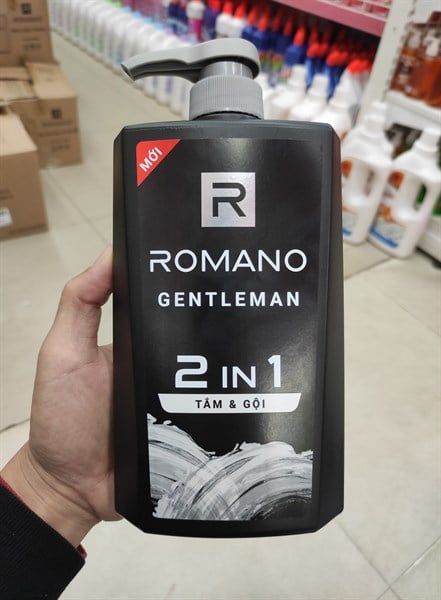 MỚI
R
ROMANO
GENTLEMAN
2 IN 1
TẮM & GỘI